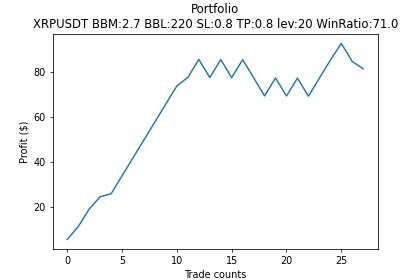 Portfolio
XRPUSDT BBM:2.7 BBL:220 SL:0.8 TP:0.8 lev:20 WinRatio:71.0
Profit ($)
80
60
40
20
0 5 10 15 20 25
Trade counts